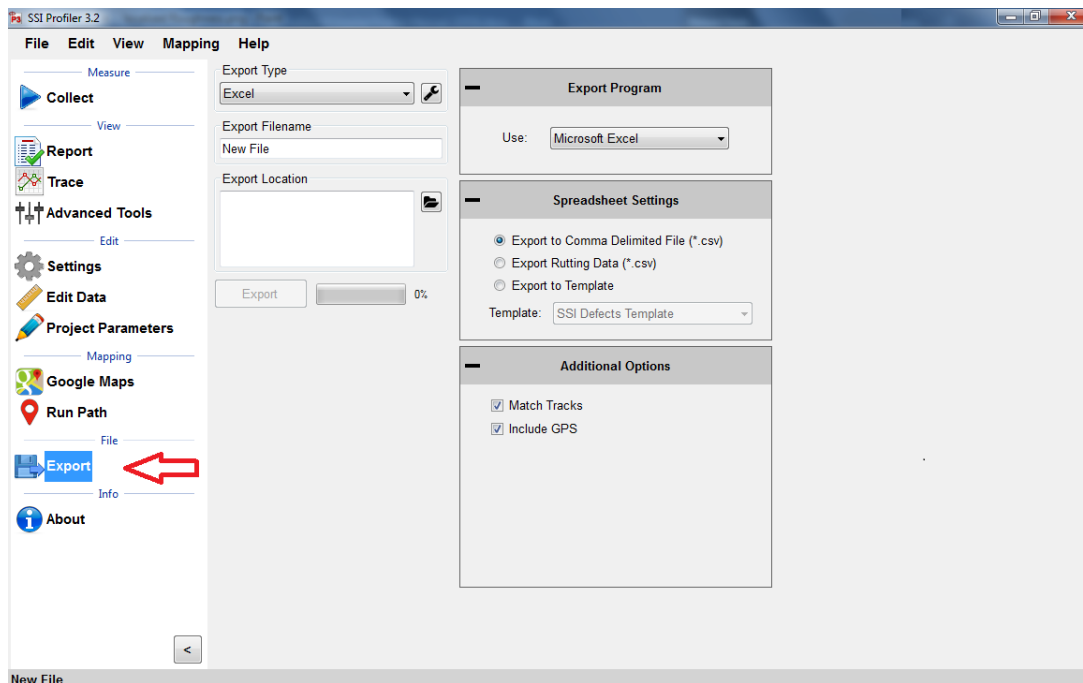 SSI Profiler 3.2
File Edit View Mapping Help
Measure
Collect
View
Report
Trace
Advanced Tools
Edit
Settings
Edit Data
Project Parameters
Mapping
Google Maps
Run Path
File
Export
Info
About
<
Export Type
Excel
Export Filename
New File
Export Location
Export 0%
Export Program
Use: Microsoft Excel
Spreadsheet Settings
Export to Comma Delimited File (*.csv)
Export Rutting Data (*.csv)
Export to Template
Template: SSI Defects Template
Additional Options
Match Tracks
Include GPS
New File